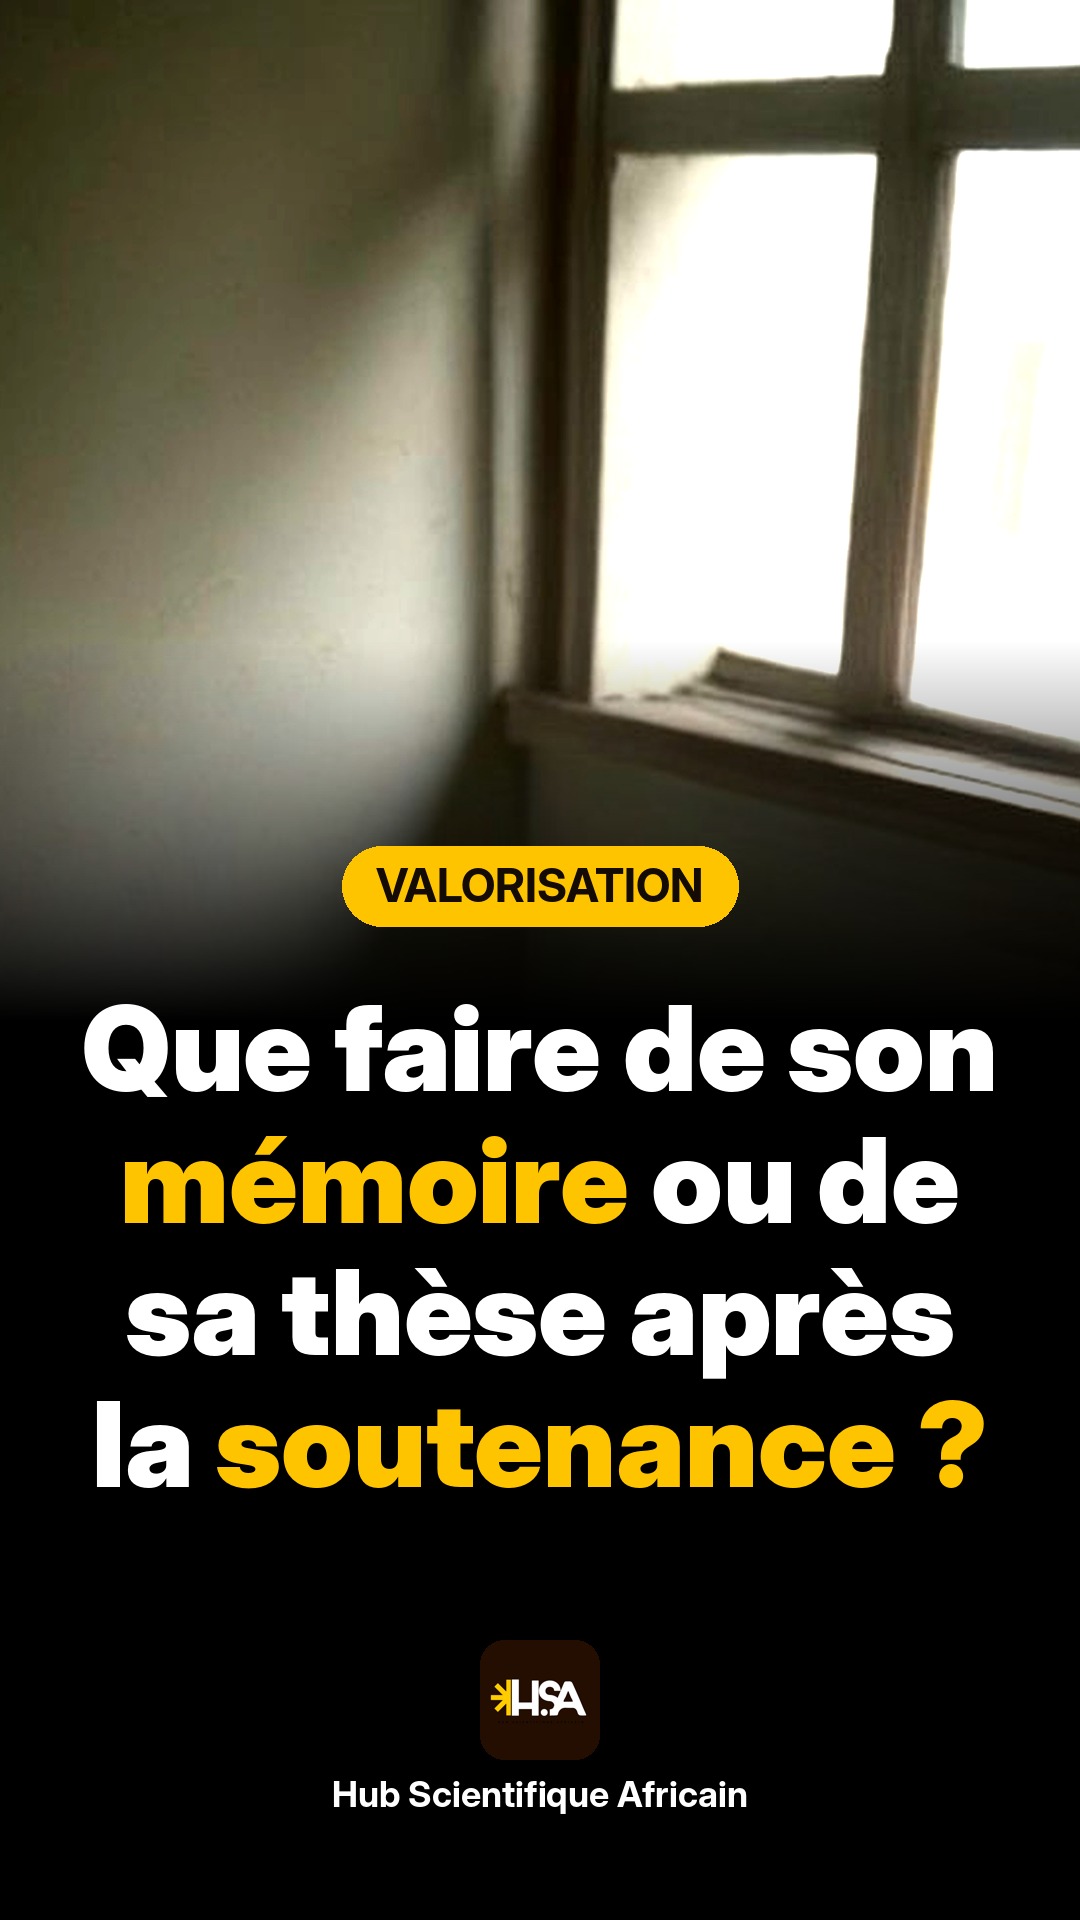 VALORISATION
Que faire de son
mémoire ou de
sa thèse après
la soutenance ?
HSA
Hub Scientifique Africain